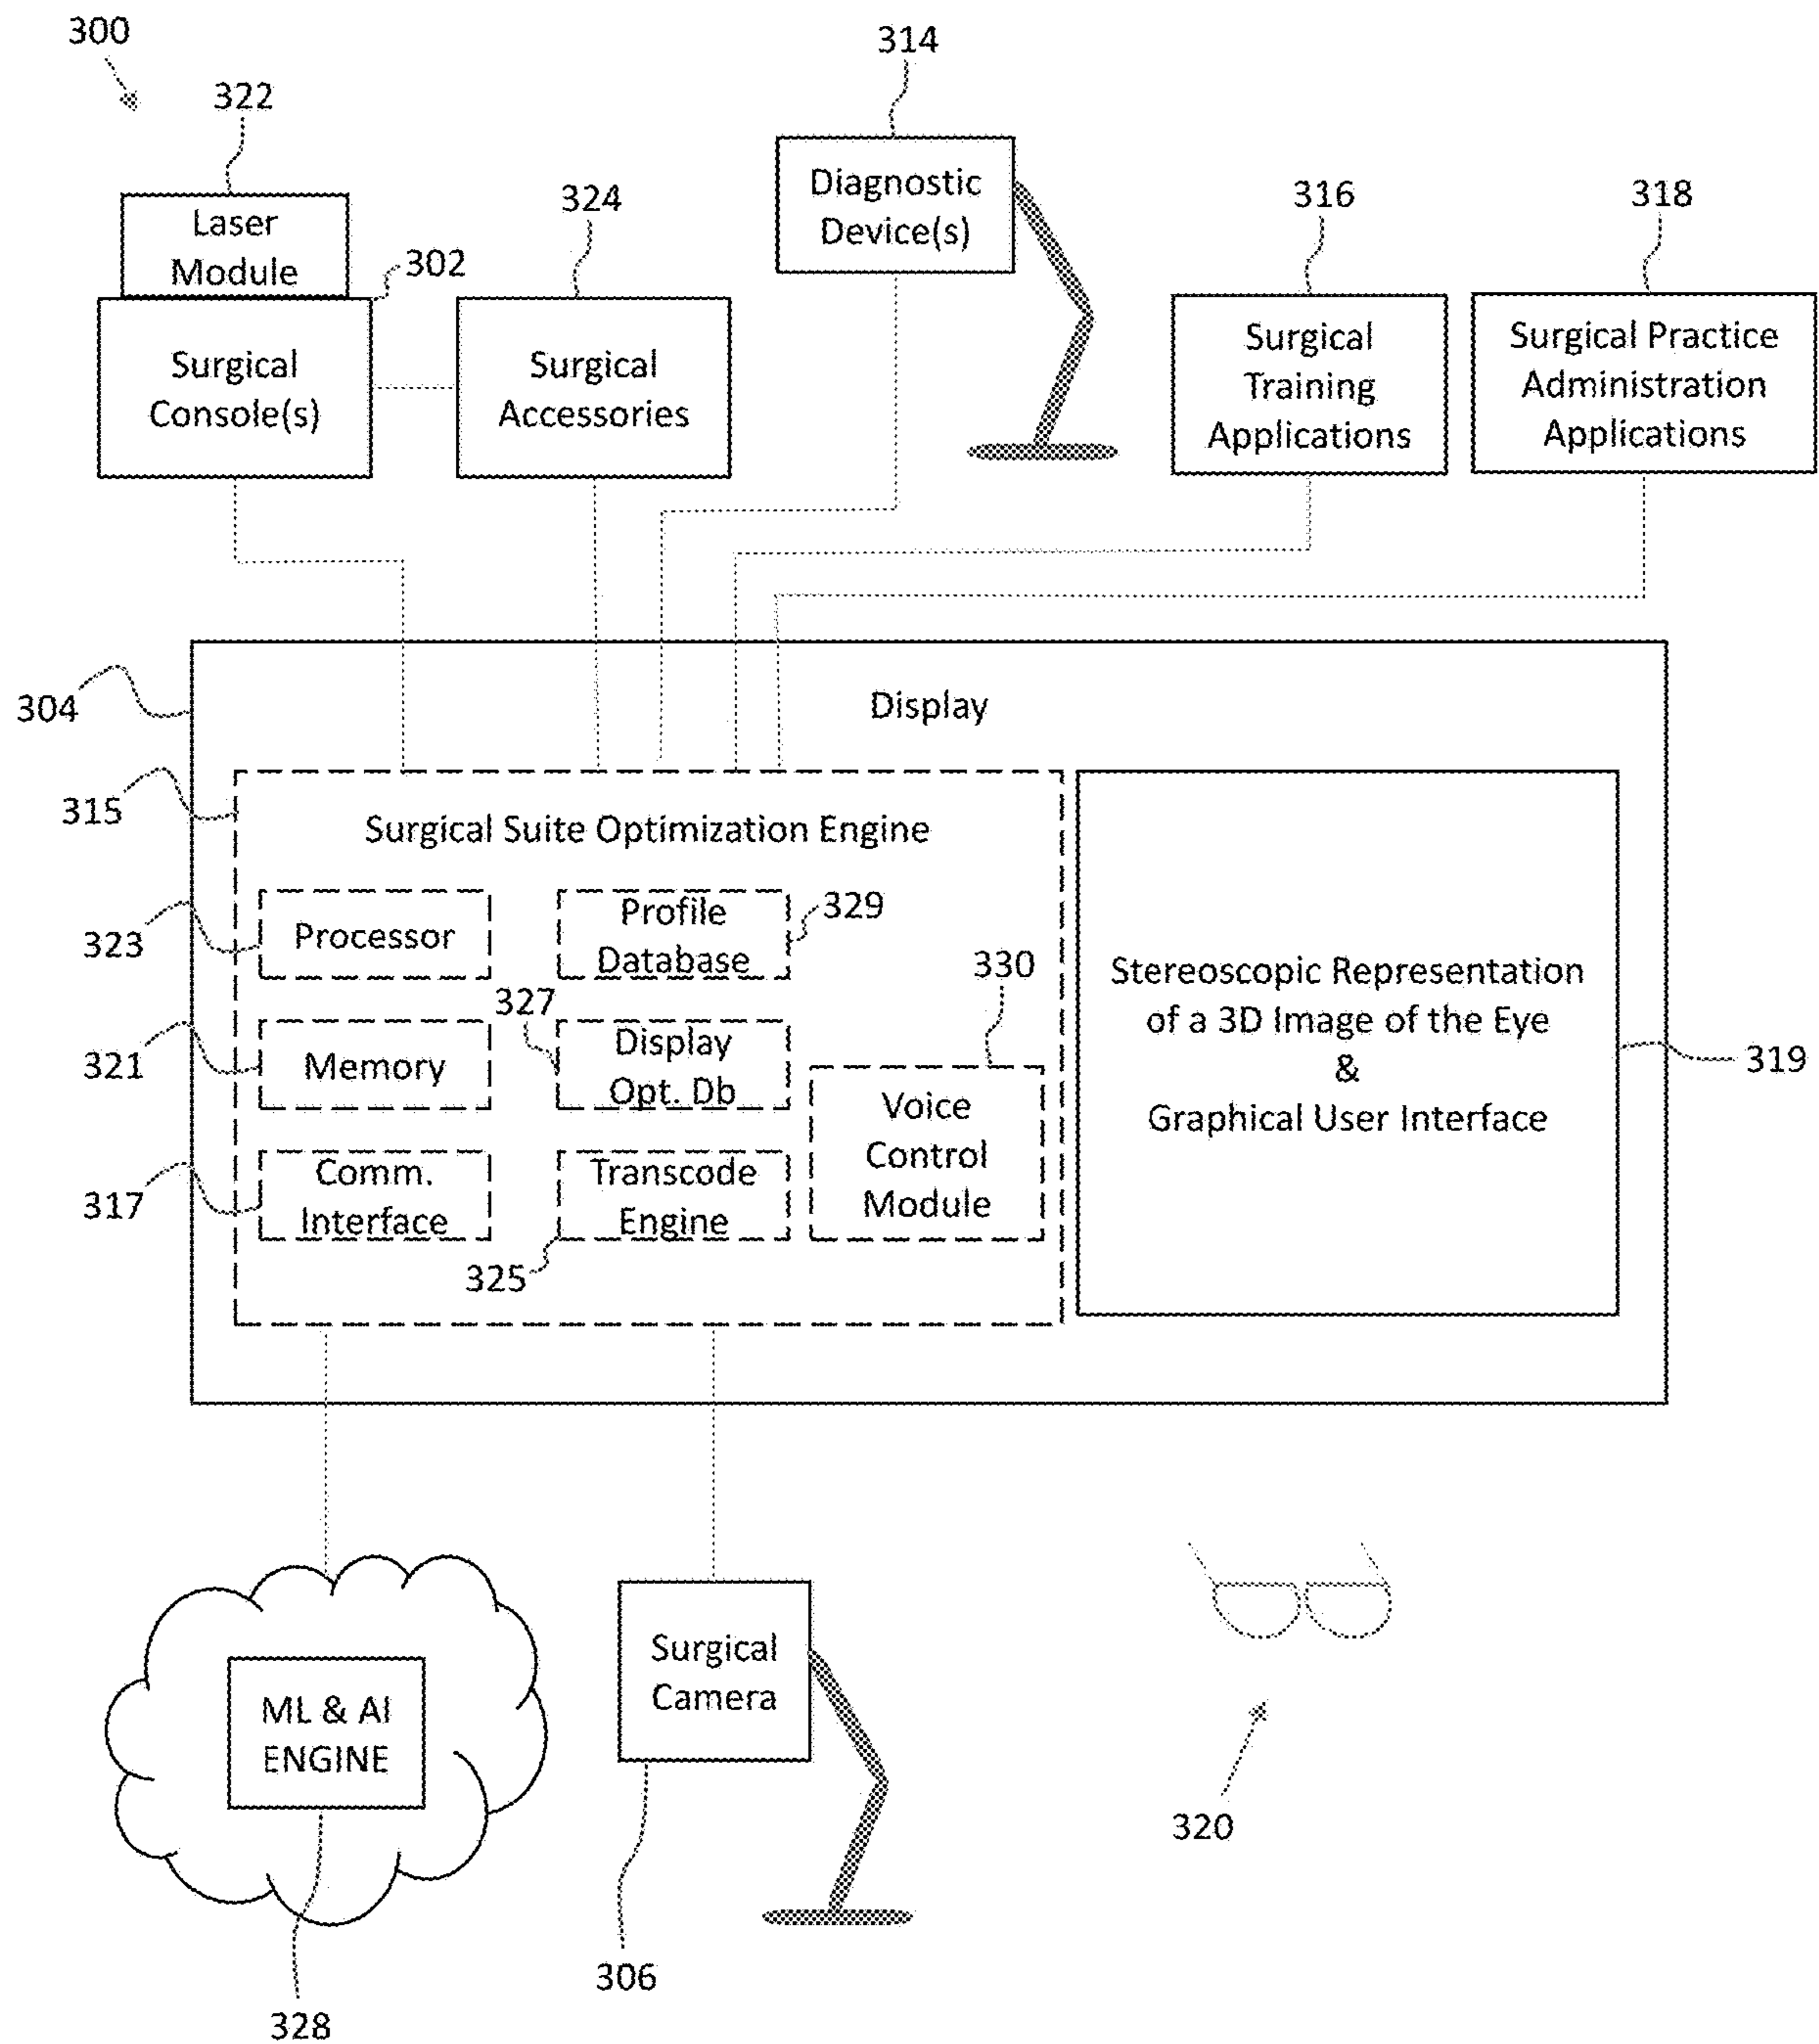 300
314
322
324
316
318
Laser
Module
302
Diagnostic
Device(s)
Surgical
Console(s)
Surgical
Accessories
Surgical
Training
Applications
Surgical Practice
Administration
Applications
304
Display
315
Surgical Suite Optimization Engine
323
Processor
Profile
Database
329
327
330
321
Memory
Display
Opt. Db
Voice
Control
Module
317
Comm.
Interface
Transcode
Engine
325
Stereoscopic Representation
of a 3D Image of the Eye
&
Graphical User Interface
319
ML & AI
ENGINE
Surgical
Camera
320
306
328